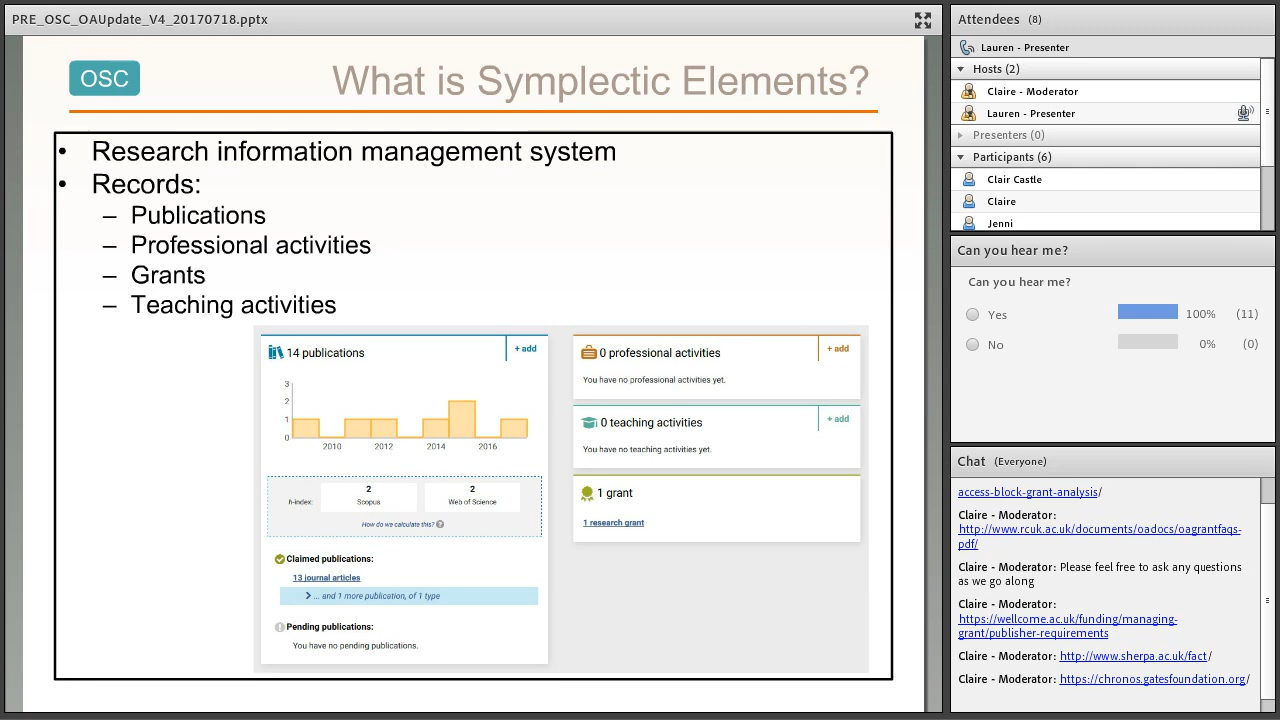 PRE_OSC_OAUpdate_V4_20170718.pptx
OSC
What is Symplectic Elements?
• Research information management system
• Records:
– Publications
– Professional activities
– Grants
– Teaching activities
14 publications
+ add
3
2
1
0
2010 2012 2014 2016
h-index:
2
Scopus
2
Web of Science
How do we calculate this? ?
Claimed publications:
13 journal articles
... and 1 more publication, of 1 type
Pending publications:
You have no pending publications.
0 professional activities
+ add
You have no professional activities yet.
0 teaching activities
+ add
You have no teaching activities yet.
1 grant
1 research grant
Attendees (8)
Lauren - Presenter
Hosts (2)
Claire - Moderator
Lauren - Presenter
Presenters (0)
Participants (6)
Clair Castle
Claire
Jenni
Can you hear me?
Can you hear me?
Yes 100% (11)
No 0% (0)
Chat (Everyone)
access-block-grant-analysis/
Claire - Moderator:
http://www.rcuk.ac.uk/documents/oadocs/oagrantfaqs-
pdf/
Claire - Moderator: Please feel free to ask any questions
as we go along
Claire - Moderator:
https://wellcome.ac.uk/funding/managing-
grant/publisher-requirements
Claire - Moderator: http://www.sherpa.ac.uk/fact/
Claire - Moderator: https://chronos.gatesfoundation.org/